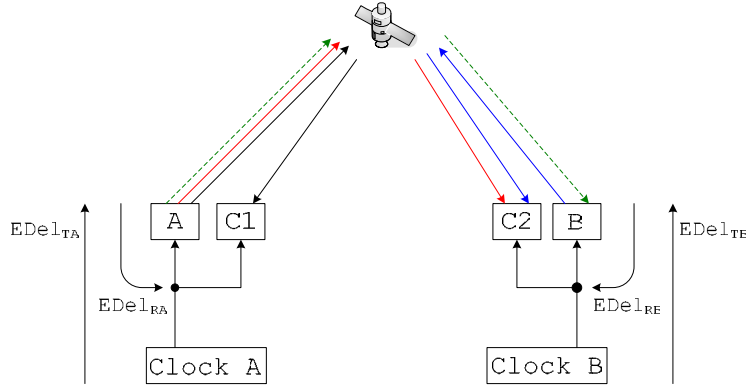 A
C1
C2
B
EDelTA
EDelTB
EDelRA
EDelRB
Clock A
Clock B